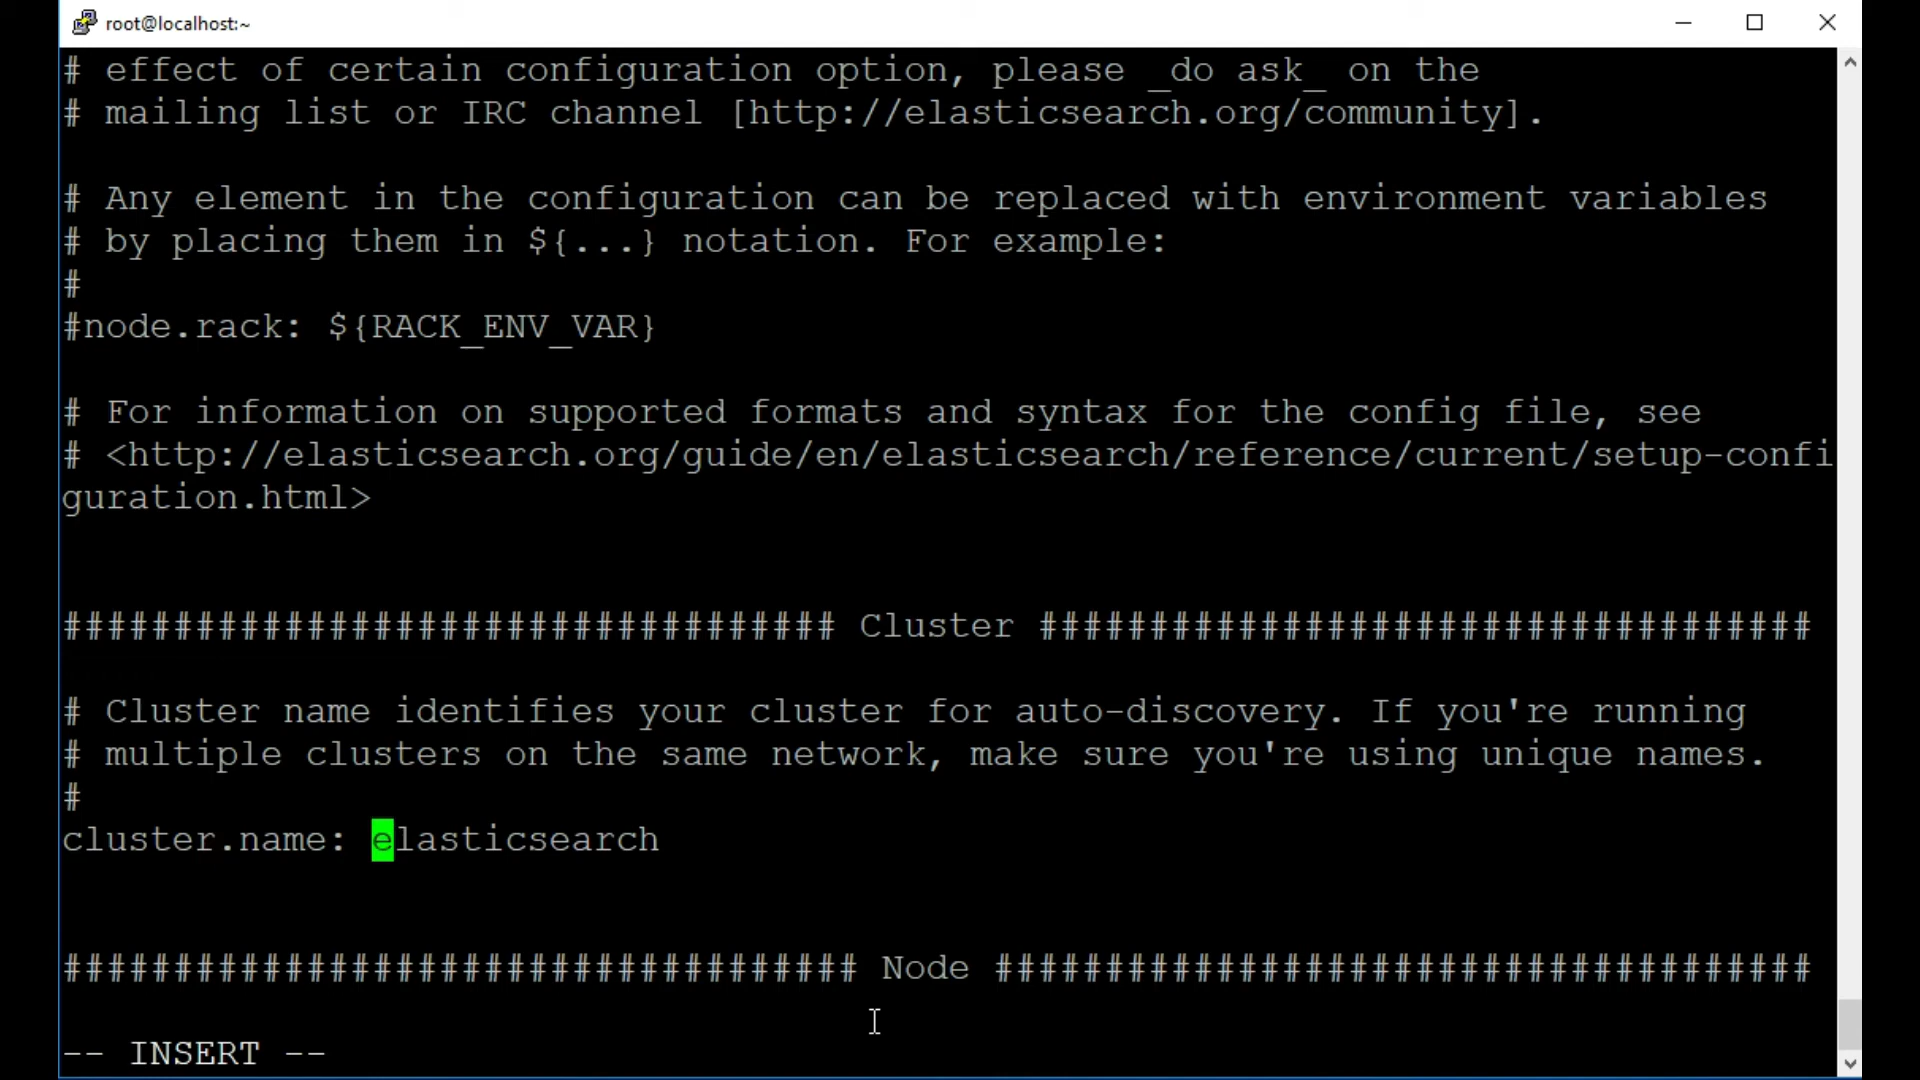 root@localhost:~
# effect of certain configuration option, please _do ask_ on the
# mailing list or IRC channel [http://elasticsearch.org/community].
# Any element in the configuration can be replaced with environment variables
# by placing them in ${...} notation. For example:
#
#node.rack: ${RACK_ENV_VAR}
# For information on supported formats and syntax for the config file, see
# <http://elasticsearch.org/guide/en/elasticsearch/reference/current/setup-confi
guration.html>
################################### Cluster ###################################
# Cluster name identifies your cluster for auto-discovery. If you're running
# multiple clusters on the same network, make sure you're using unique names.
#
cluster.name: elasticsearch
#################################### Node #####################################
-- INSERT --